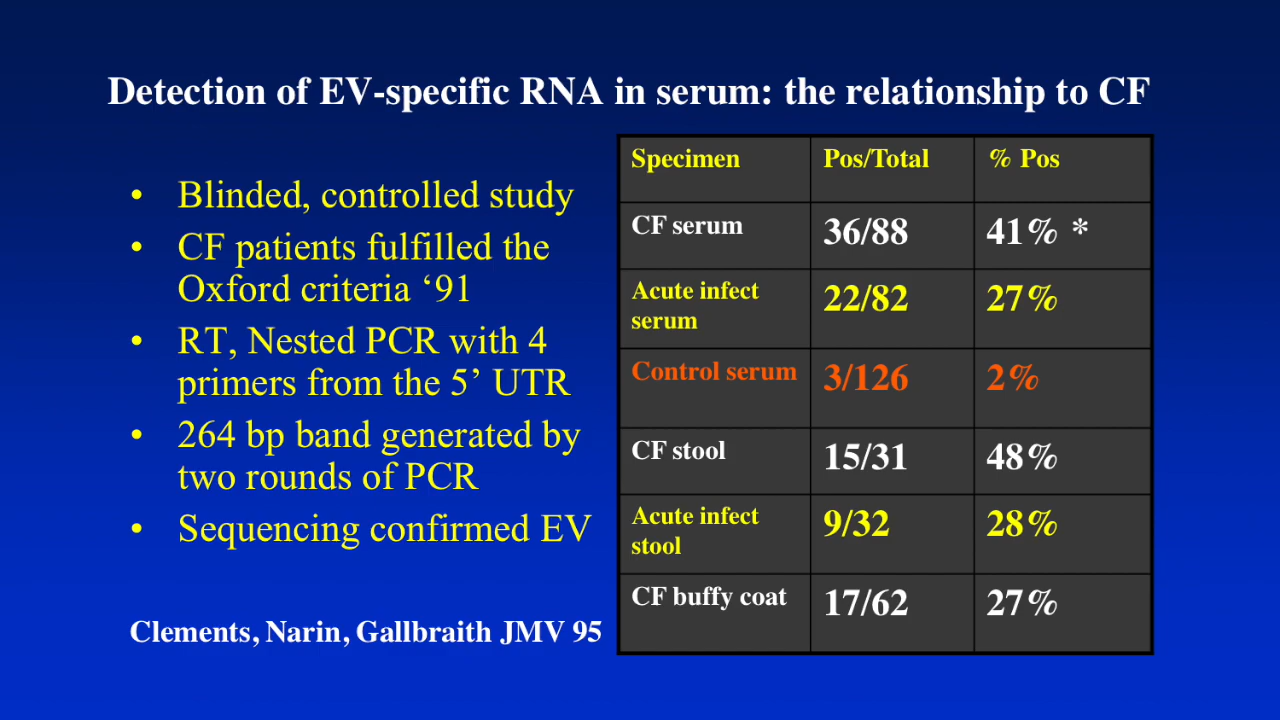 Detection of EV-specific RNA in serum: the relationship to CF
• Blinded, controlled study
• CF patients fulfilled the
Oxford criteria ‘91
• RT, Nested PCR with 4
primers from the 5’ UTR
• 264 bp band generated by
two rounds of PCR
• Sequencing confirmed EV
Clements, Narin, Gallbraith JMV 95
Specimen Pos/Total % Pos
CF serum 36/88 41% *
Acute infect
serum 22/82 27%
Control serum 3/126 2%
CF stool 15/31 48%
Acute infect
stool 9/32 28%
CF buffy coat 17/62 27%